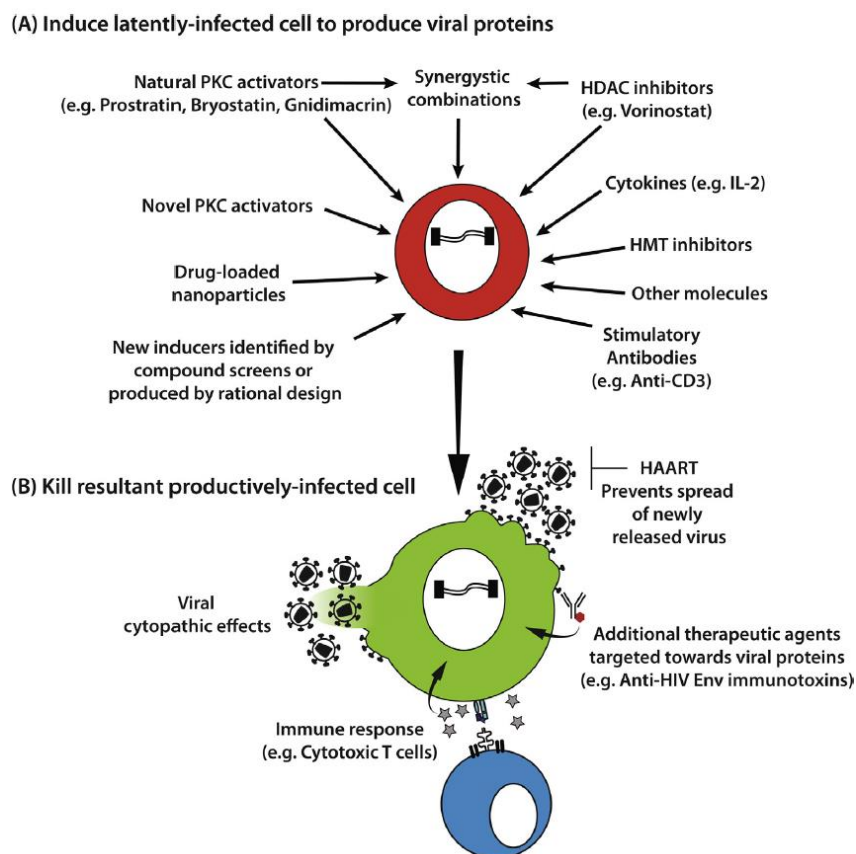 (A) Induce latently-infected cell to produce viral proteins
Natural PKC activators
(e.g. Prostratin, Bryostatin, Gnidimacrin)
Synergystic
combinations
HDAC inhibitors
(e.g. Vorinostat)
Cytokines (e.g. IL-2)
Novel PKC activators
HMT inhibitors
Drug-loaded
nanoparticles
Other molecules
New inducers identified by
compound screens or
produced by rational design
Stimulatory
Antibodies
(e.g. Anti-CD3)
(B) Kill resultant productively-infected cell
HAART
Prevents spread
of newly
released virus
Viral
cytopathic effects
Additional therapeutic agents
targeted towards viral proteins
(e.g. Anti-HIV Env immunotoxins)
Immune response
(e.g. Cytotoxic T cells)